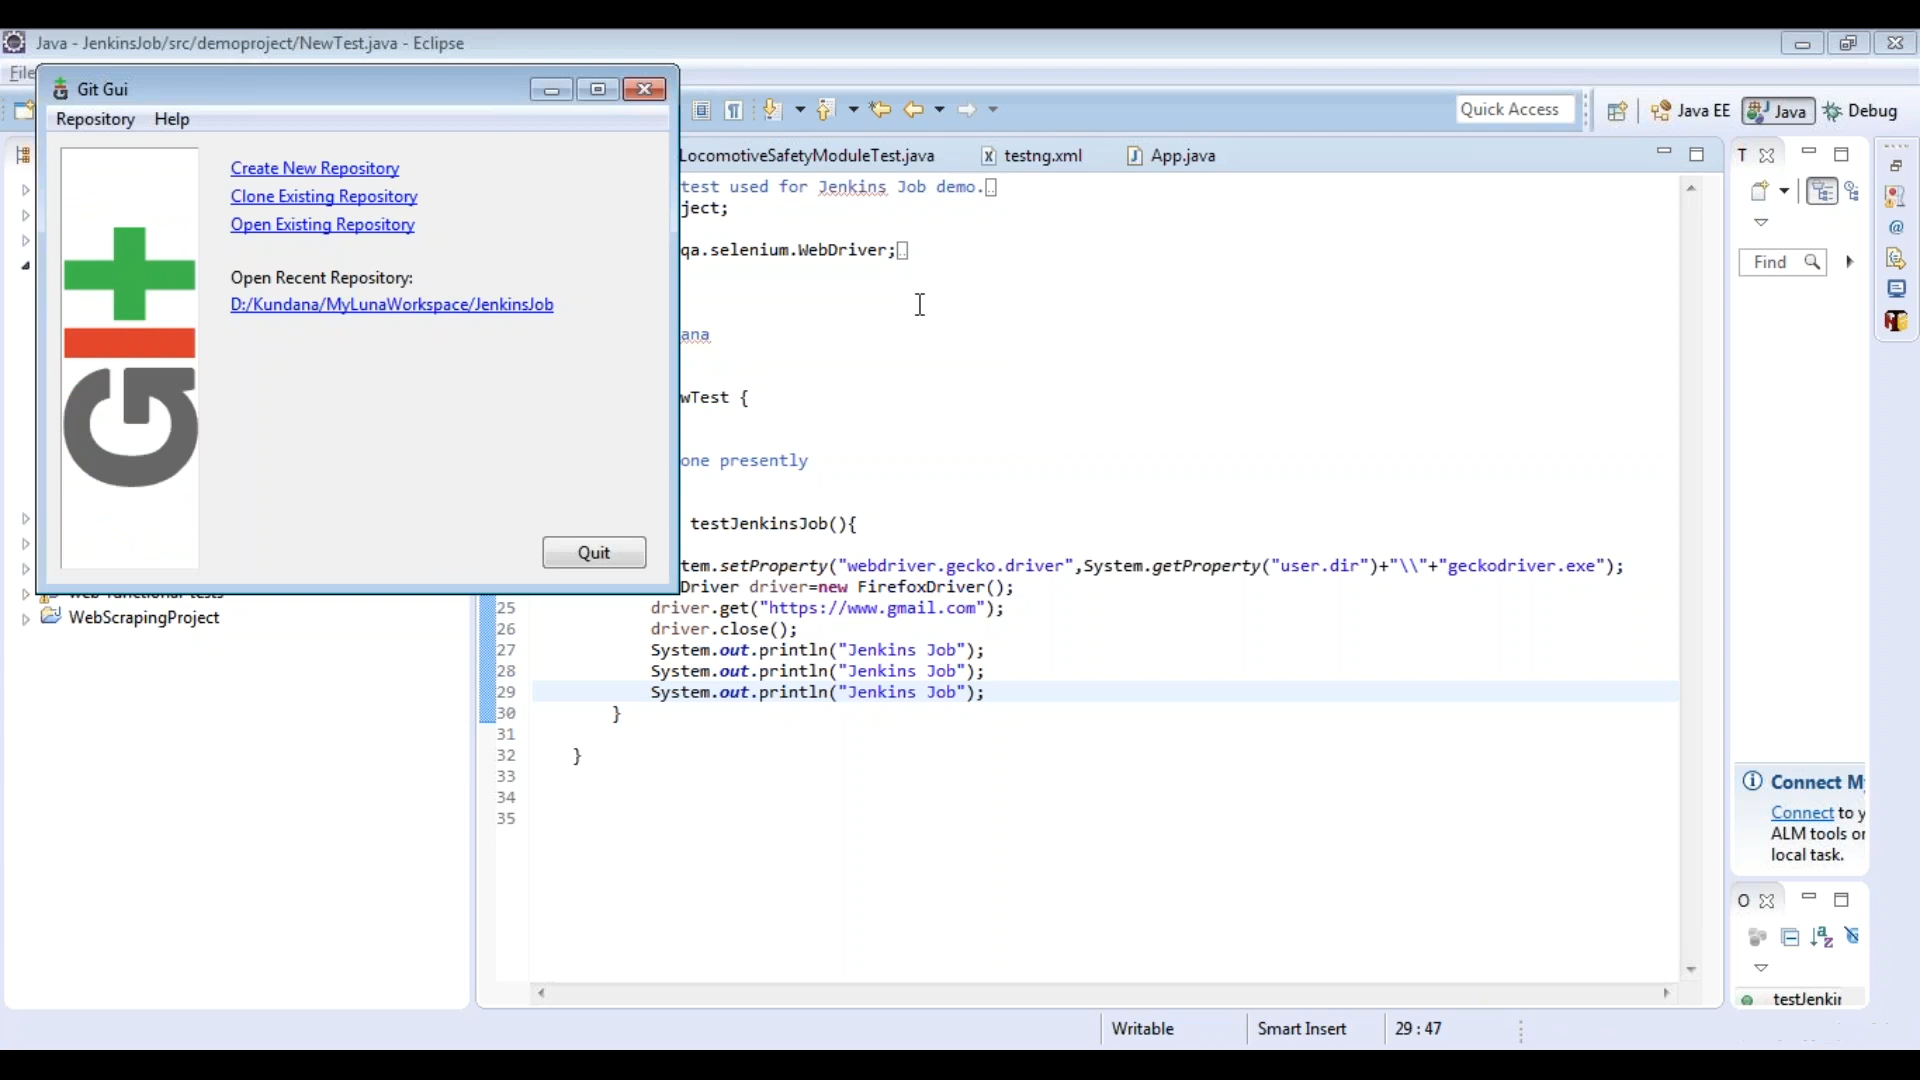 Java - JenkinsJob/src/demoproject/NewTest.java - Eclipse
File
Git Gui
Repository Help
Create New Repository
Clone Existing Repository
Open Existing Repository
Open Recent Repository:
D:/Kundana/MyLunaWorkspace/JenkinsJob
Git
Quit
WebScrapingProject
Quick Access
Java EE
Java
Debug
LocomotiveSafetyModuleTest.java
testng.xml
App.java
test used for Jenkins Job demo.
ject;
qa.selenium.WebDriver;
ana
wTest {
one presently
testJenkinsJob(){
tem.setProperty("webdriver.gecko.driver",System.getProperty("user.dir")+"\\"+"geckodriver.exe");
Driver driver=new FirefoxDriver();
25 driver.get("https://www.gmail.com");
26 driver.close();
27 System.out.println("Jenkins Job");
28 System.out.println("Jenkins Job");
29 System.out.println("Jenkins Job");
30 }
31
32 }
33
34
35
T
Find
Connect My
Connect to y
ALM tools or
local task.
O
testJenkin
Writable
Smart Insert
29 : 47